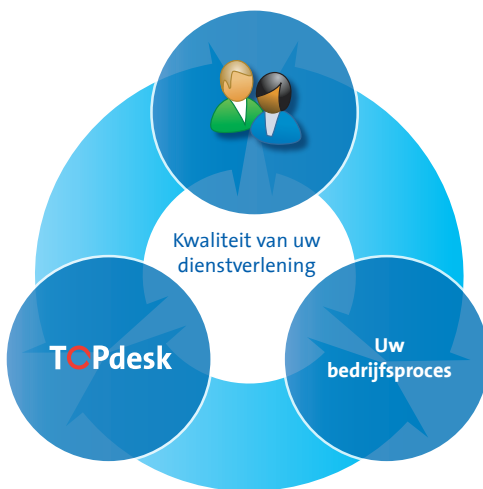 Kwaliteit van uw
dienstverlening
TOPdesk
Uw
bedrijfsproces